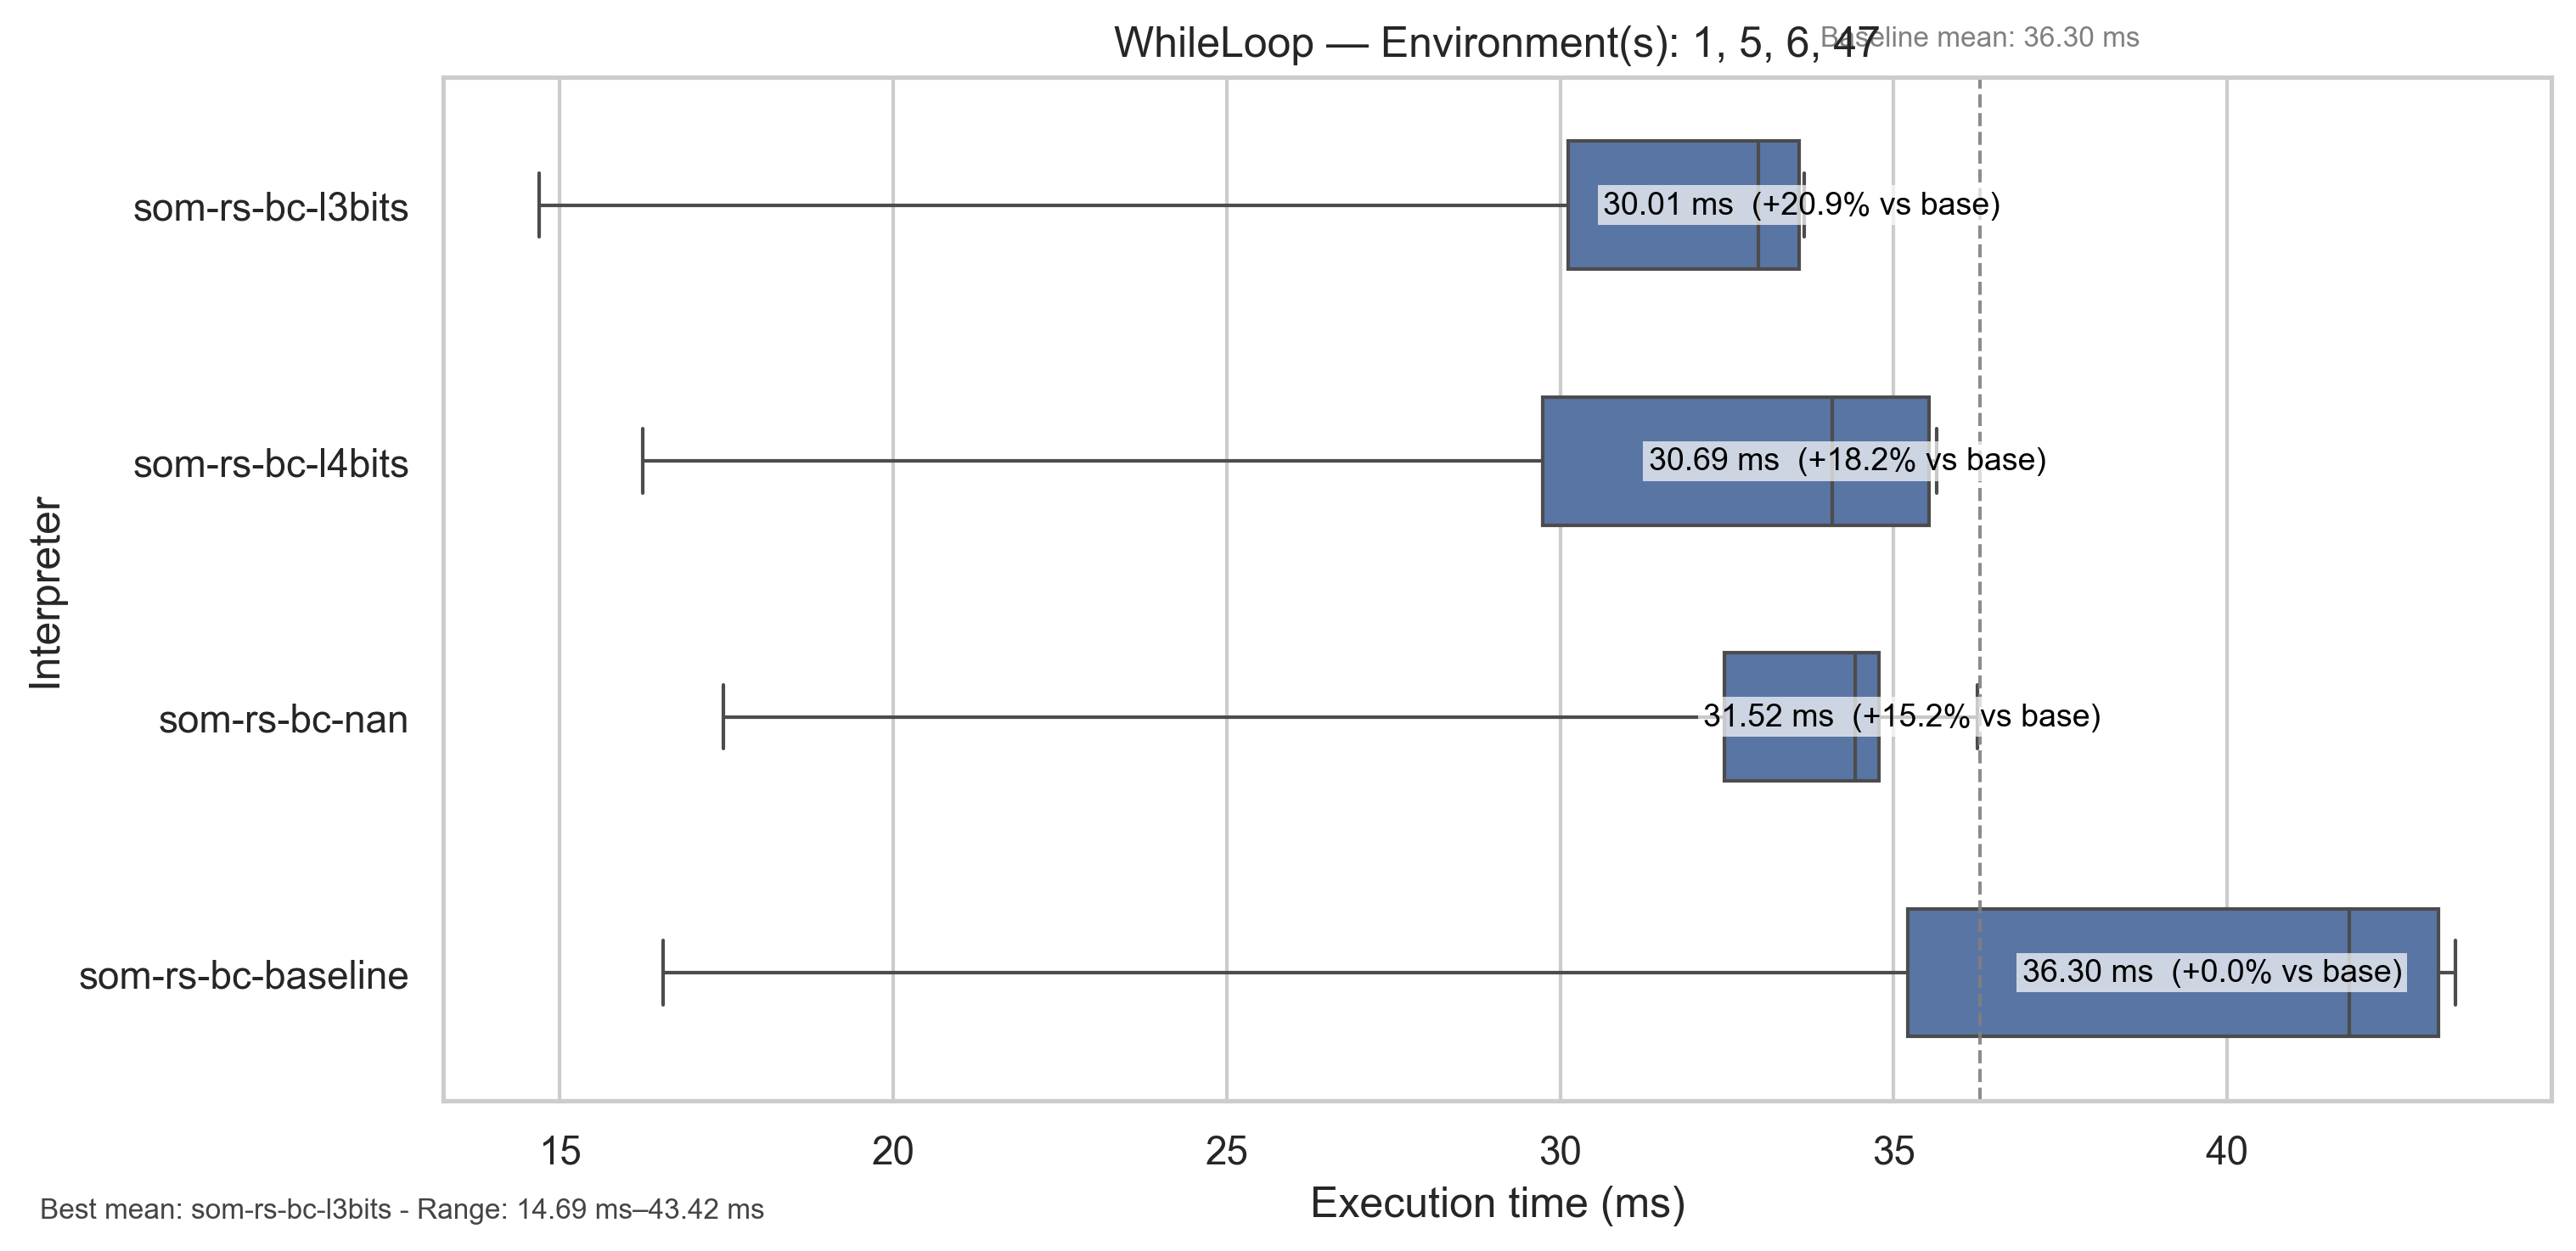 WhileLoop — Environment(s): 1, 5, 6, 47
Baseline mean: 36.30 ms
som-rs-bc-l3bits
30.01 ms (+20.9% vs base)
som-rs-bc-l4bits
30.69 ms (+18.2% vs base)
Interpreter
som-rs-bc-nan
31.52 ms (+15.2% vs base)
som-rs-bc-baseline
36.30 ms (+0.0% vs base)
15 20 25 30 35 40
Execution time (ms)
Best mean: som-rs-bc-l3bits - Range: 14.69 ms–43.42 ms